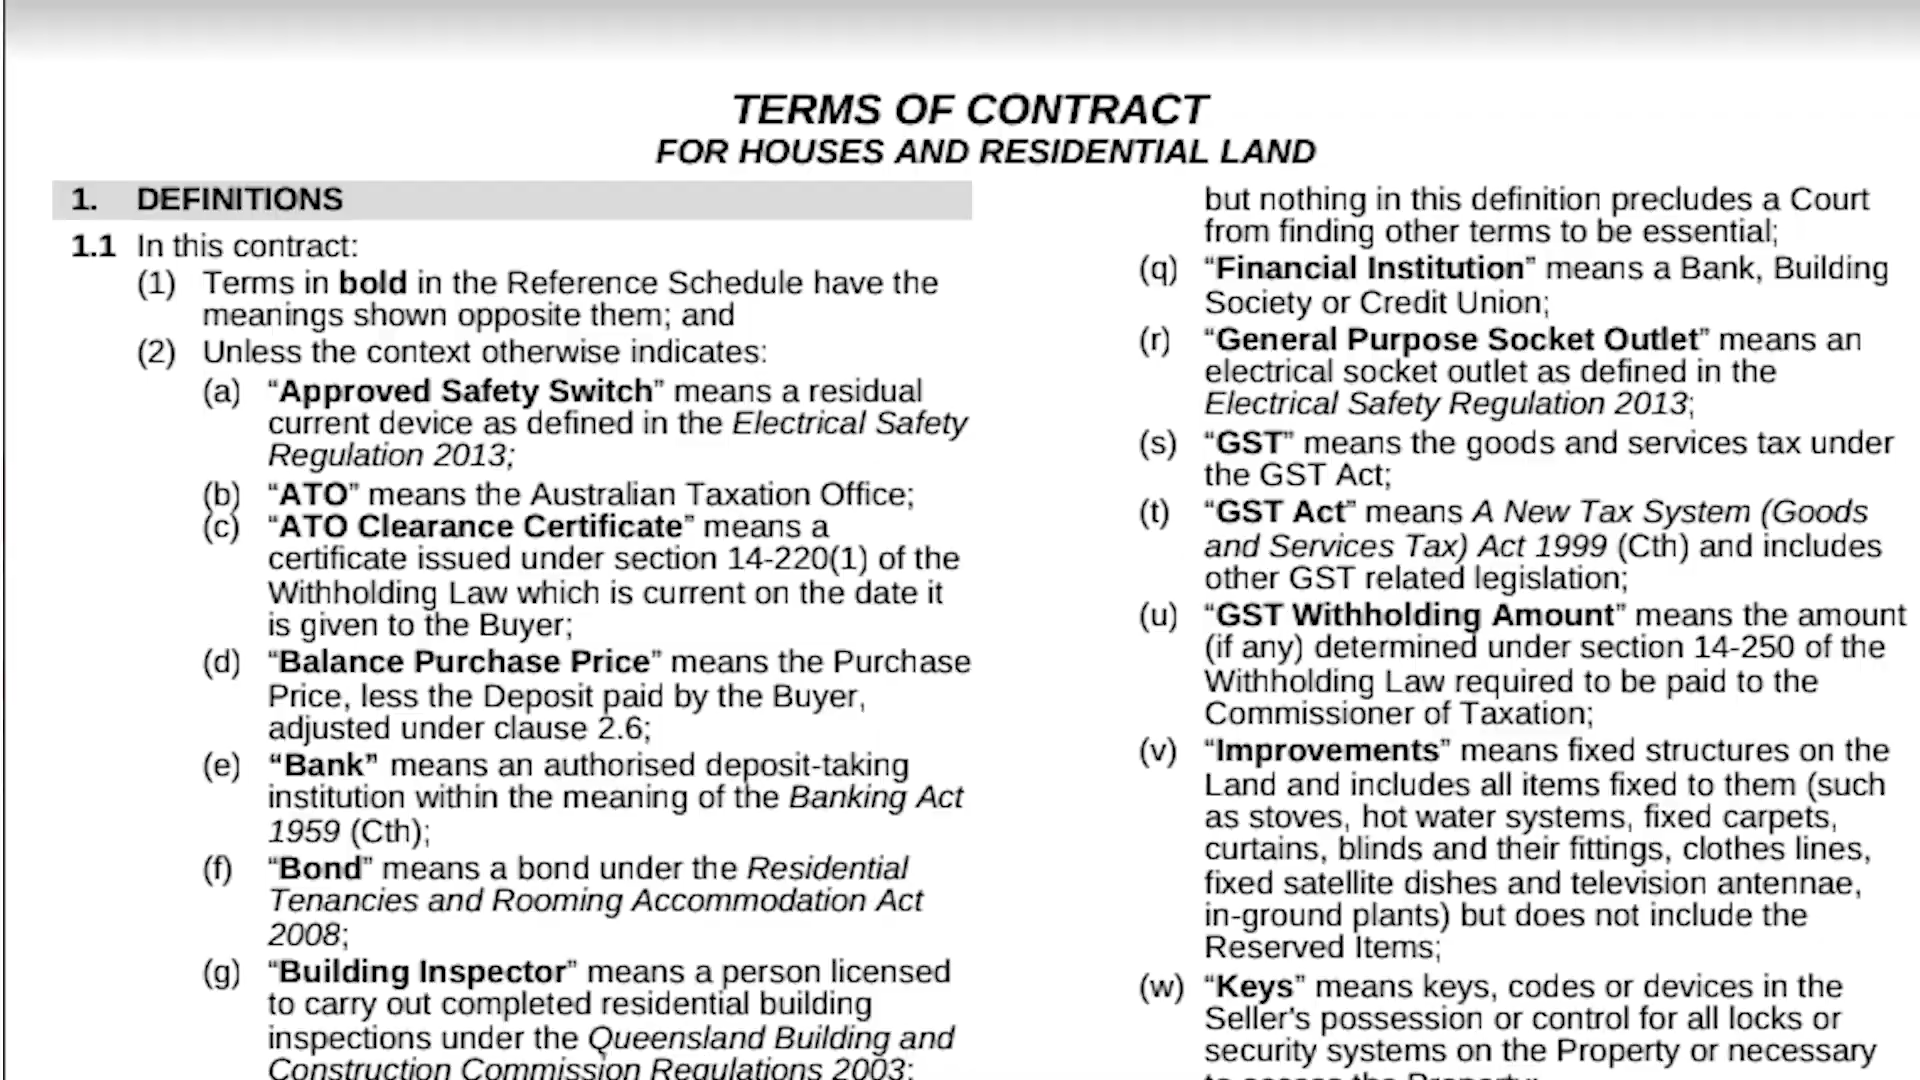 TERMS OF CONTRACT
FOR HOUSES AND RESIDENTIAL LAND
1. DEFINITIONS
1.1 In this contract:
(1) Terms in bold in the Reference Schedule have the
meanings shown opposite them; and
(2) Unless the context otherwise indicates:
(a) “Approved Safety Switch” means a residual
current device as defined in the Electrical Safety
Regulation 2013;
(b) “ATO” means the Australian Taxation Office;
(c) “ATO Clearance Certificate” means a
certificate issued under section 14-220(1) of the
Withholding Law which is current on the date it
is given to the Buyer;
(d) “Balance Purchase Price” means the Purchase
Price, less the Deposit paid by the Buyer,
adjusted under clause 2.6;
(e) “Bank” means an authorised deposit-taking
institution within the meaning of the Banking Act
1959 (Cth);
(f) “Bond” means a bond under the Residential
Tenancies and Rooming Accommodation Act
2008;
(g) “Building Inspector” means a person licensed
to carry out completed residential building
inspections under the Queensland Building and
Construction Commission Regulations 2003;
but nothing in this definition precludes a Court
from finding other terms to be essential;
(q) “Financial Institution” means a Bank, Building
Society or Credit Union;
(r) “General Purpose Socket Outlet” means an
electrical socket outlet as defined in the
Electrical Safety Regulation 2013;
(s) “GST” means the goods and services tax under
the GST Act;
(t) “GST Act” means A New Tax System (Goods
and Services Tax) Act 1999 (Cth) and includes
other GST related legislation;
(u) “GST Withholding Amount” means the amount
(if any) determined under section 14-250 of the
Withholding Law required to be paid to the
Commissioner of Taxation;
(v) “Improvements” means fixed structures on the
Land and includes all items fixed to them (such
as stoves, hot water systems, fixed carpets,
curtains, blinds and their fittings, clothes lines,
fixed satellite dishes and television antennae,
in-ground plants) but does not include the
Reserved Items;
(w) “Keys” means keys, codes or devices in the
Seller's possession or control for all locks or
security systems on the Property or necessary
to access the Property;